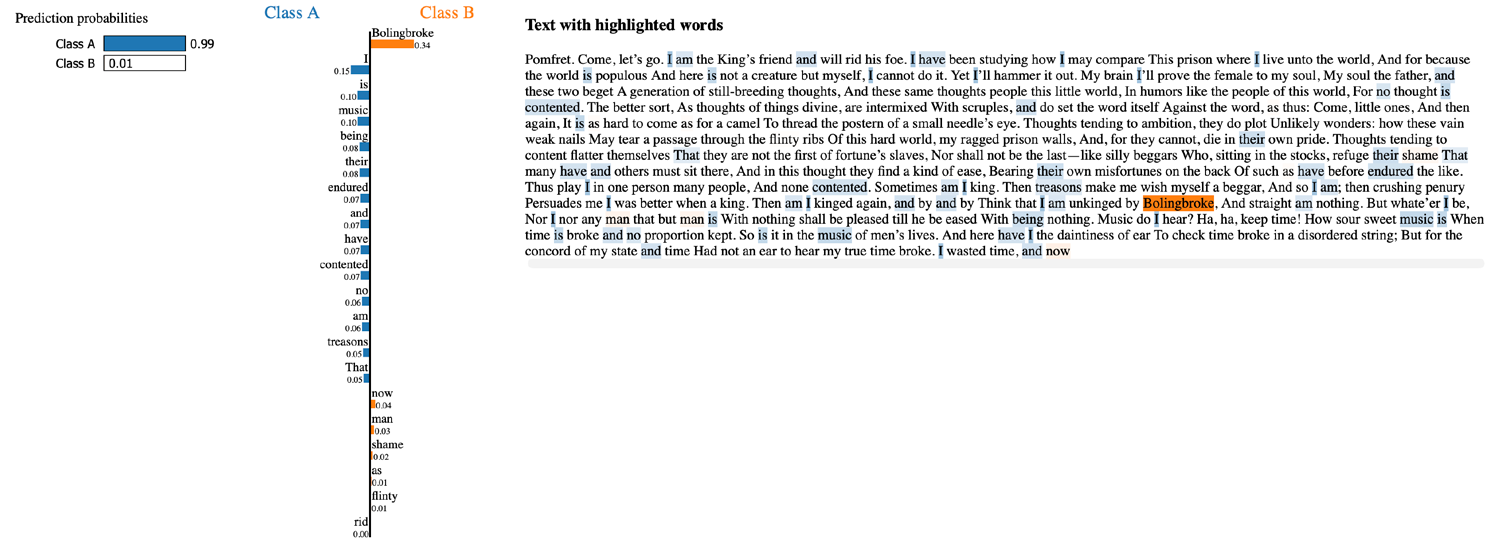 Prediction probabilities
Class A 0.99
Class B 0.01
Class A Class B
Bolingbroke
0.34
I
0.15
is
0.10
music
0.10
being
0.08
their
0.08
endured
0.07
and
0.07
have
0.07
contented
0.07
no
0.06
am
0.06
treasons
0.05
That
0.05
now
0.04
man
0.03
shame
0.02
as
0.01
flinty
0.01
rid
0.00
Text with highlighted words
Pomfret. Come, let’s go. I am the King’s friend and will rid his foe. I have been studying how I may compare This prison where I live unto the world, And for because
the world is populous And here is not a creature but myself, I cannot do it. Yet I’ll hammer it out. My brain I’ll prove the female to my soul, My soul the father, and
these two beget A generation of still-breeding thoughts, And these same thoughts people this little world, In humors like the people of this world, For no thought is
contented. The better sort, As thoughts of things divine, are intermixed With scruples, and do set the word itself Against the word, as thus: Come, little ones, And then
again, It is as hard to come as for a camel To thread the postern of a small needle’s eye. Thoughts tending to ambition, they do plot Unlikely wonders: how these vain
weak nails May tear a passage through the flinty ribs Of this hard world, my ragged prison walls, And, for they cannot, die in their own pride. Thoughts tending to
content flatter themselves That they are not the first of fortune’s slaves, Nor shall not be the last—like silly beggars Who, sitting in the stocks, refuge their shame That
many have and others must sit there, And in this thought they find a kind of ease, Bearing their own misfortunes on the back Of such as have before endured the like.
Thus play I in one person many people, And none contented. Sometimes am I king. Then treasons make me wish myself a beggar, And so I am; then crushing penury
Persuades me I was better when a king. Then am I kinged again, and by and by Think that I am unkinged by Bolingbroke, And straight am nothing. But whate’er I be,
Nor I nor any man that but man is With nothing shall be pleased till he be eased With being nothing. Music do I hear? Ha, ha, keep time! How sour sweet music is When
time is broke and no proportion kept. So is it in the music of men’s lives. And here have I the daintiness of ear To check time broke in a disordered string; But for the
concord of my state and time Had not an ear to hear my true time broke. I wasted time, and now